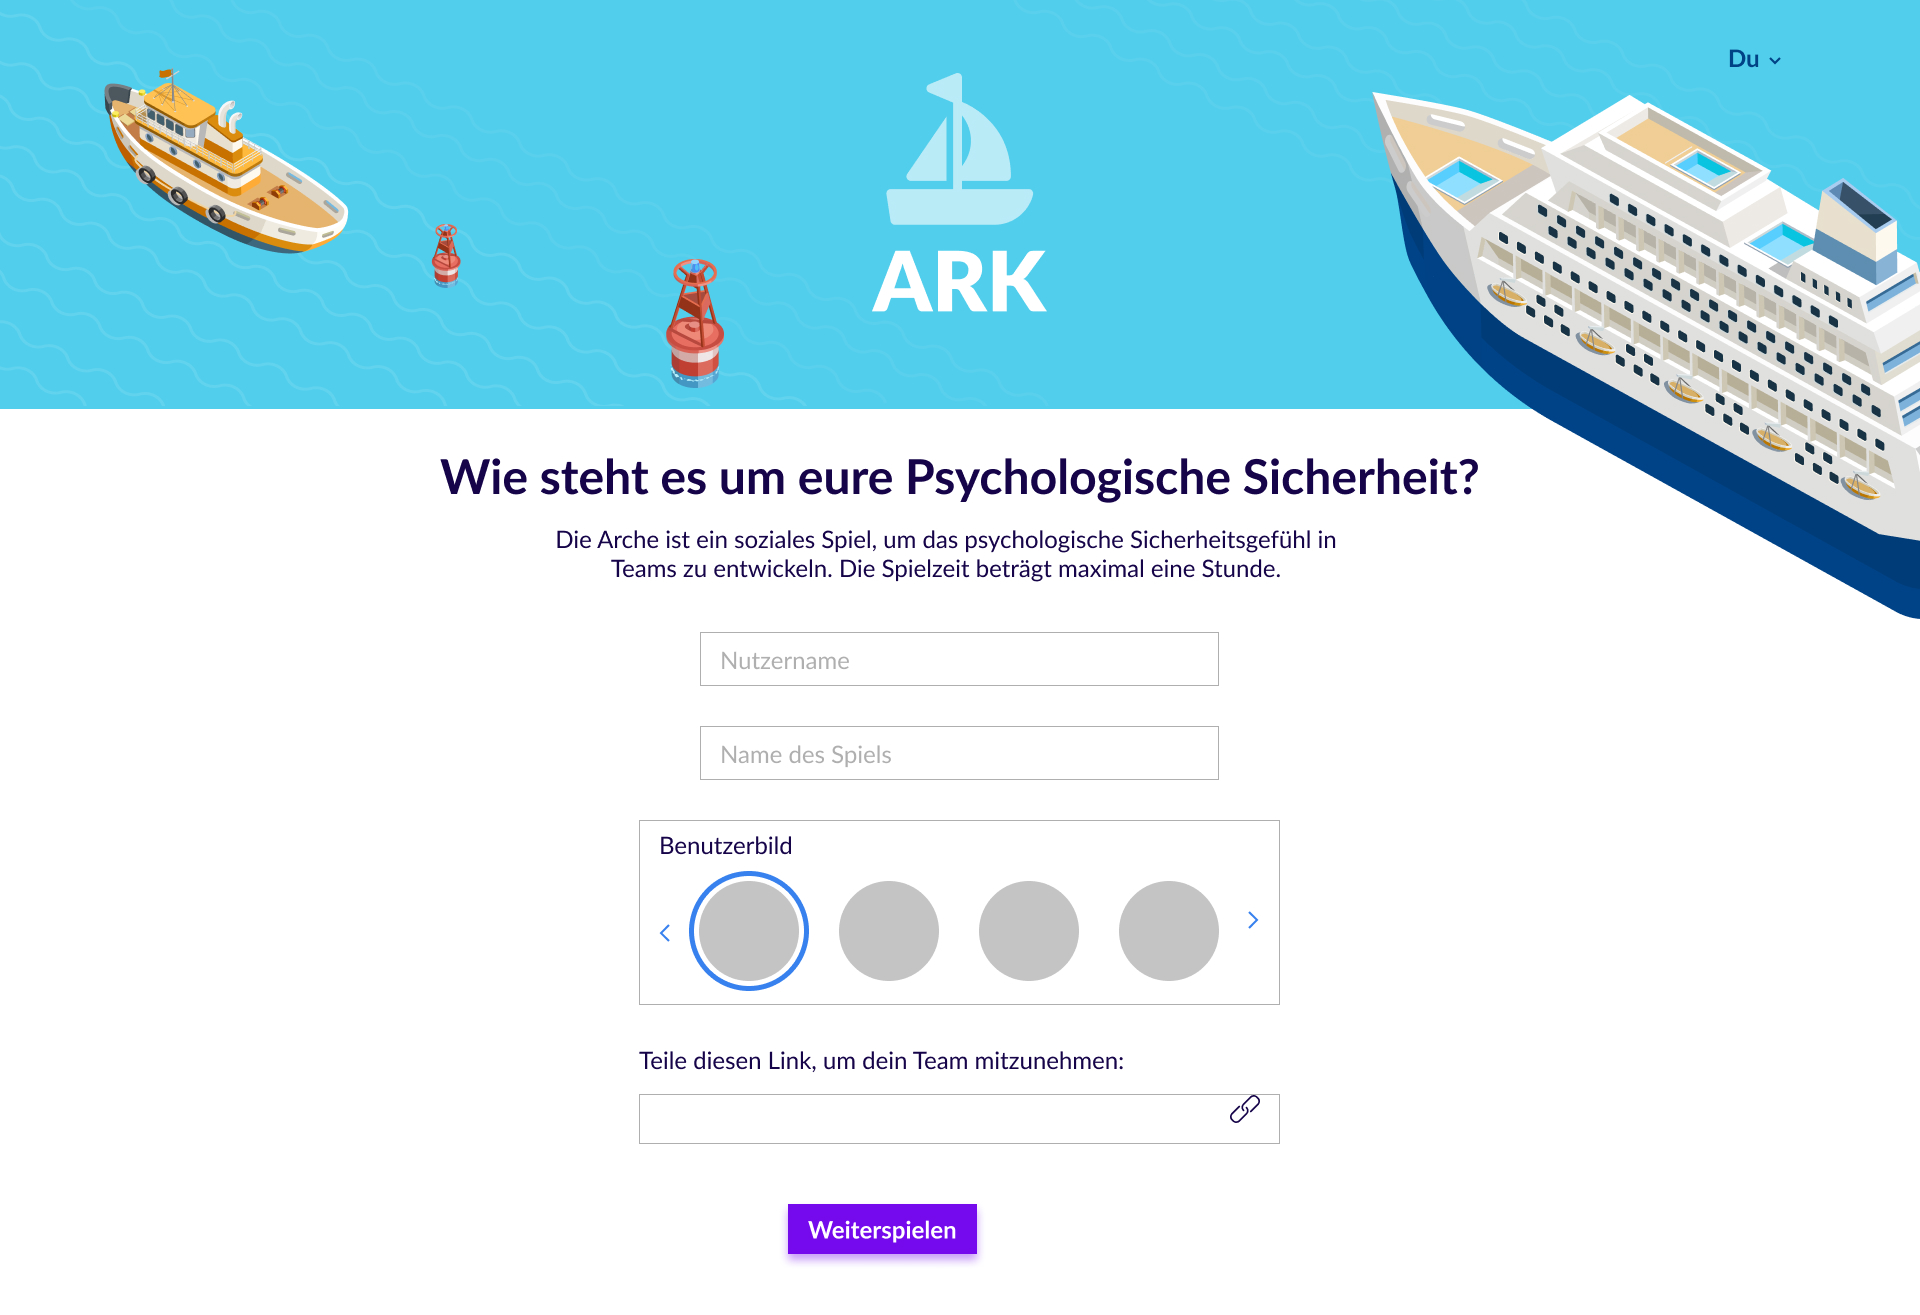 Du
ARK
Wie steht es um eure Psychologische Sicherheit?
Die Arche ist ein soziales Spiel, um das psychologische Sicherheitsgefühl in
Teams zu entwickeln. Die Spielzeit beträgt maximal eine Stunde.
Nutzername
Name des Spiels
Benutzerbild
Teile diesen Link, um dein Team mitzunehmen:
Weiterspielen